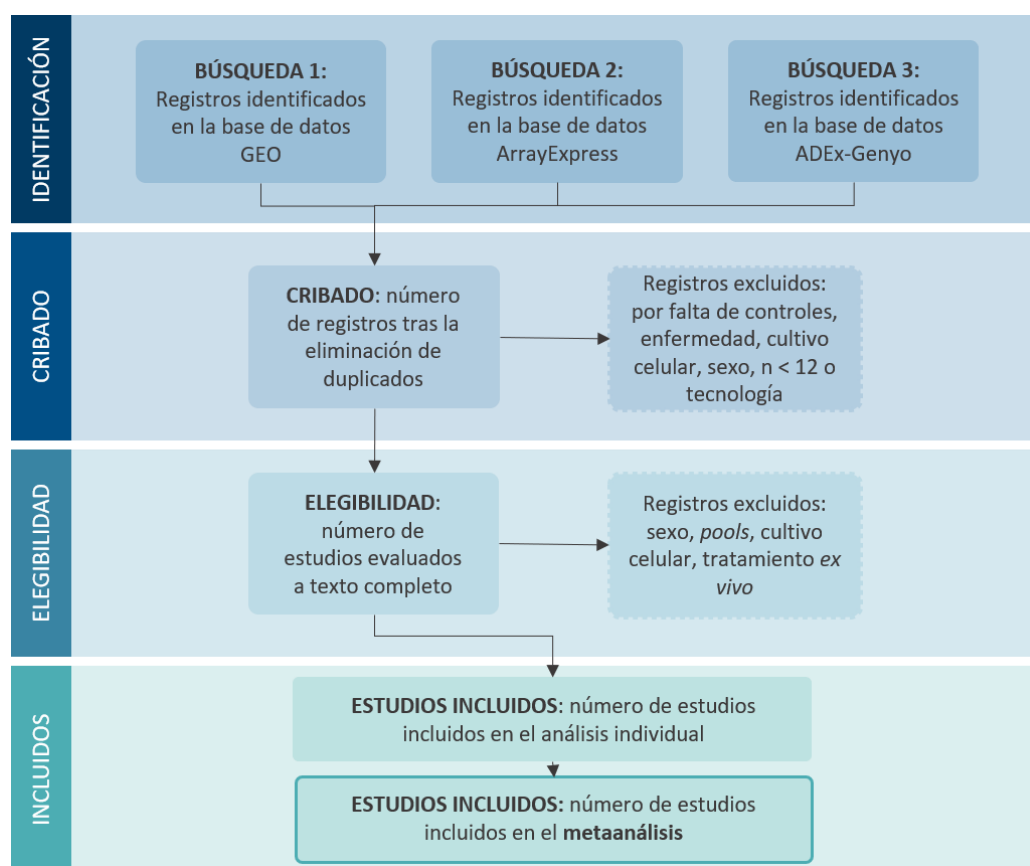 IDENTIFICACIÓN
BÚSQUEDA 1:
Registros identificados
en la base de datos
GEO
BÚSQUEDA 2:
Registros identificados
en la base de datos
ArrayExpress
BÚSQUEDA 3:
Registros identificados
en la base de datos
ADEx-Genyo
CRIBADO
CRIBADO: número
de registros tras la
eliminación de
duplicados
Registros excluidos:
por falta de controles,
enfermedad, cultivo
celular, sexo, n < 12 o
tecnología
ELEGIBILIDAD
ELEGIBILIDAD:
número de
estudios evaluados
a texto completo
Registros excluidos:
sexo, pools, cultivo
celular, tratamiento ex
vivo
INCLUIDOS
ESTUDIOS INCLUIDOS: número de estudios
incluidos en el análisis individual
ESTUDIOS INCLUIDOS: número de estudios
incluidos en el metaanálisis